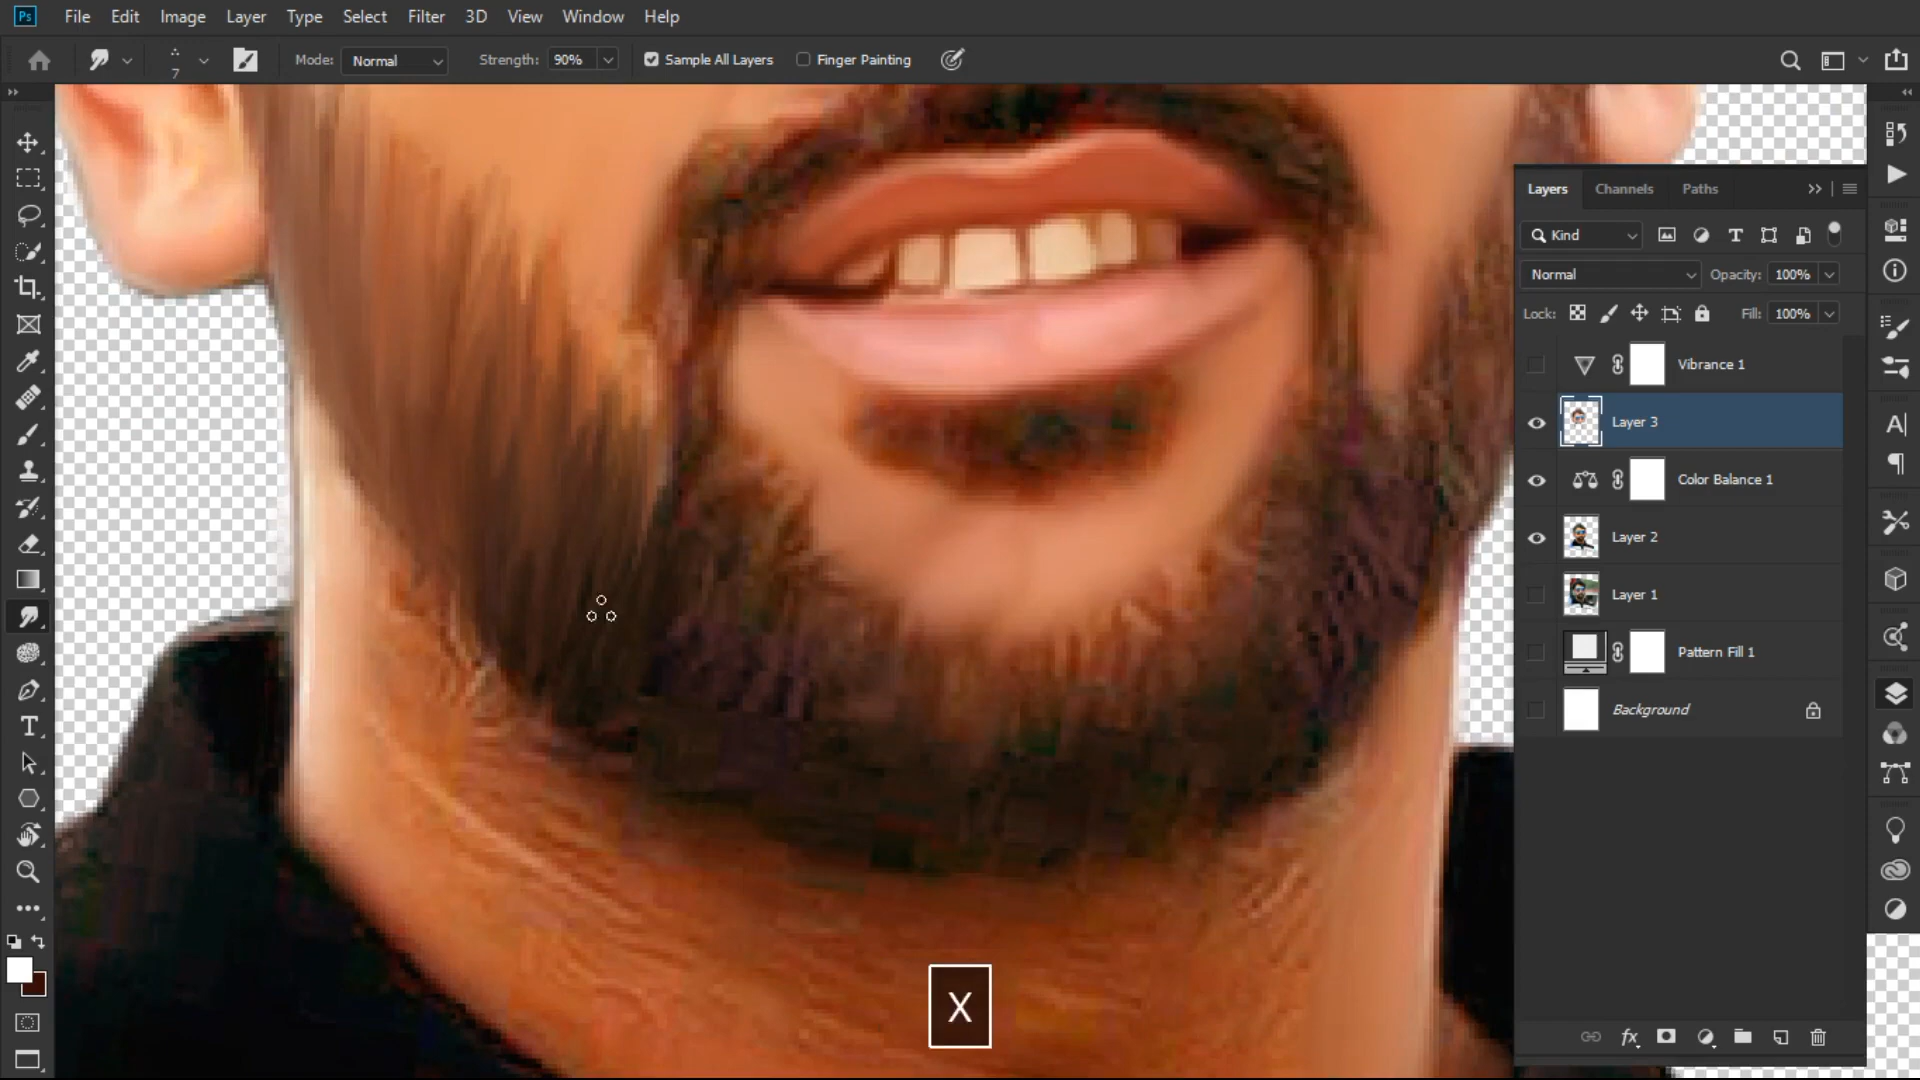 Ps File Edit Image Layer Type Select Filter 3D View Window Help
7 Mode: Normal Strength: 90% Sample All Layers Finger Painting
Layers Channels Paths
Kind
Normal Opacity: 100%
Lock: Fill: 100%
Vibrance 1
Layer 3
Color Balance 1
Layer 2
Layer 1
Pattern Fill 1
Background
X